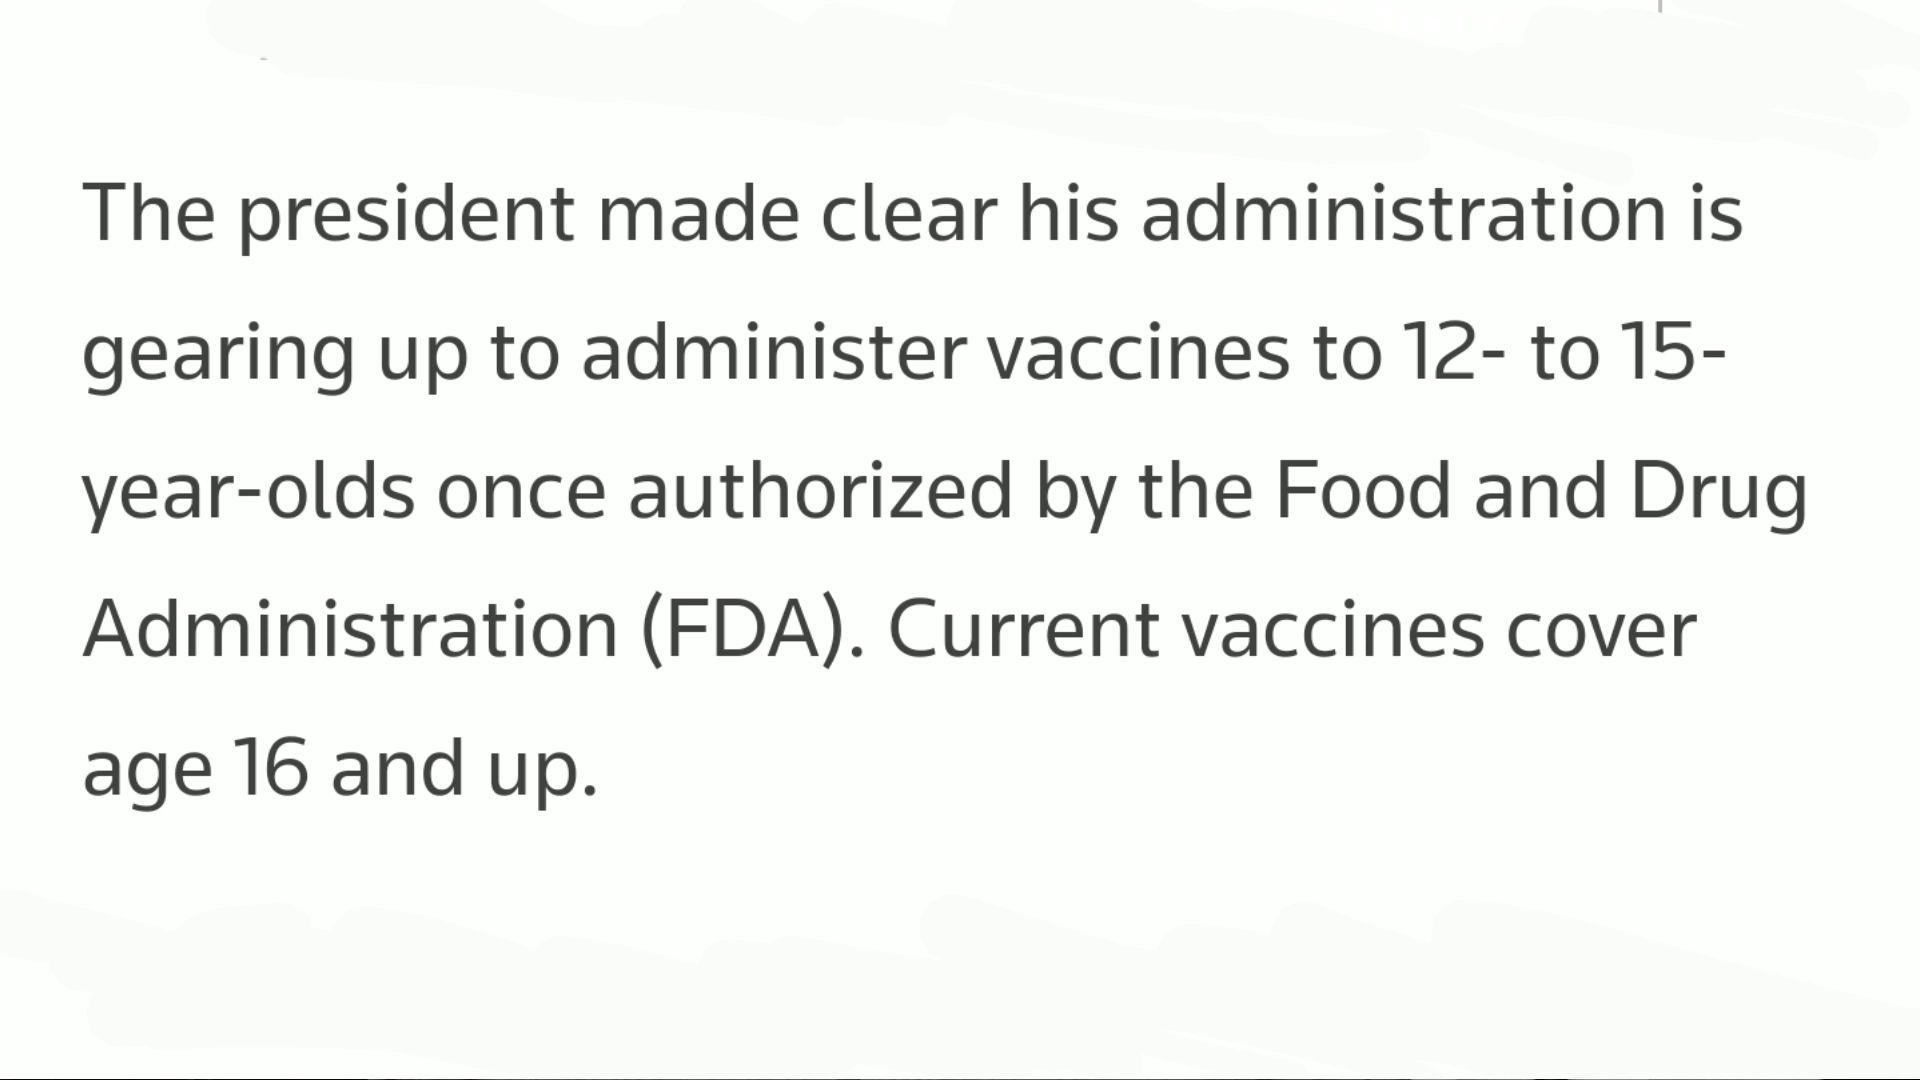 The president made clear his administration is
gearing up to administer vaccines to 12- to 15-
year-olds once authorized by the Food and Drug
Administration (FDA). Current vaccines cover
age 16 and up.